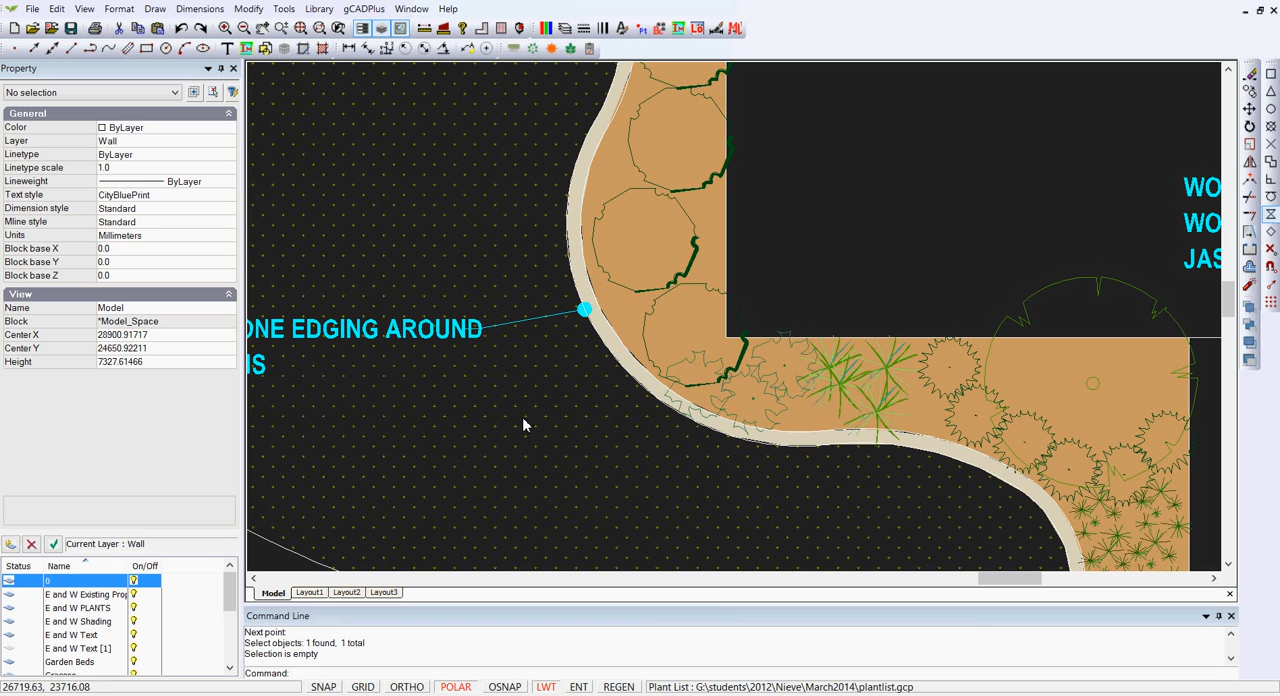 File Edit View Format Draw Dimensions Modify Tools Library gCADPlus Window Help
Property
No selection
General
Color ByLayer
Layer Wall
Linetype ByLayer
Linetype scale 1.0
Lineweight ByLayer
Text style CityBluePrint
Dimension style Standard
Mline style Standard
Units Millimeters
Block base X 0.0
Block base Y 0.0
Block base Z 0.0
View
Name Model
Block *Model_Space
Center X 28900.91717
Center Y 24650.92211
Height 7327.61466
Current Layer : Wall
Status Name On/Off
0
E and W Existing Prop
E and W PLANTS
E and W Shading
E and W Text
E and W Text [1]
Garden Beds
WO
WO
JAS
ONE EDGING AROUND
IS
Model Layout1 Layout2 Layout3
Command Line
Next point:
Select objects: 1 found, 1 total
Selection is empty
Command:
26719.63, 23716.08 SNAP GRID ORTHO POLAR OSNAP LWT ENT REGEN Plant List : G:\students\2012\Nieve\March2014\plantlist.gcp